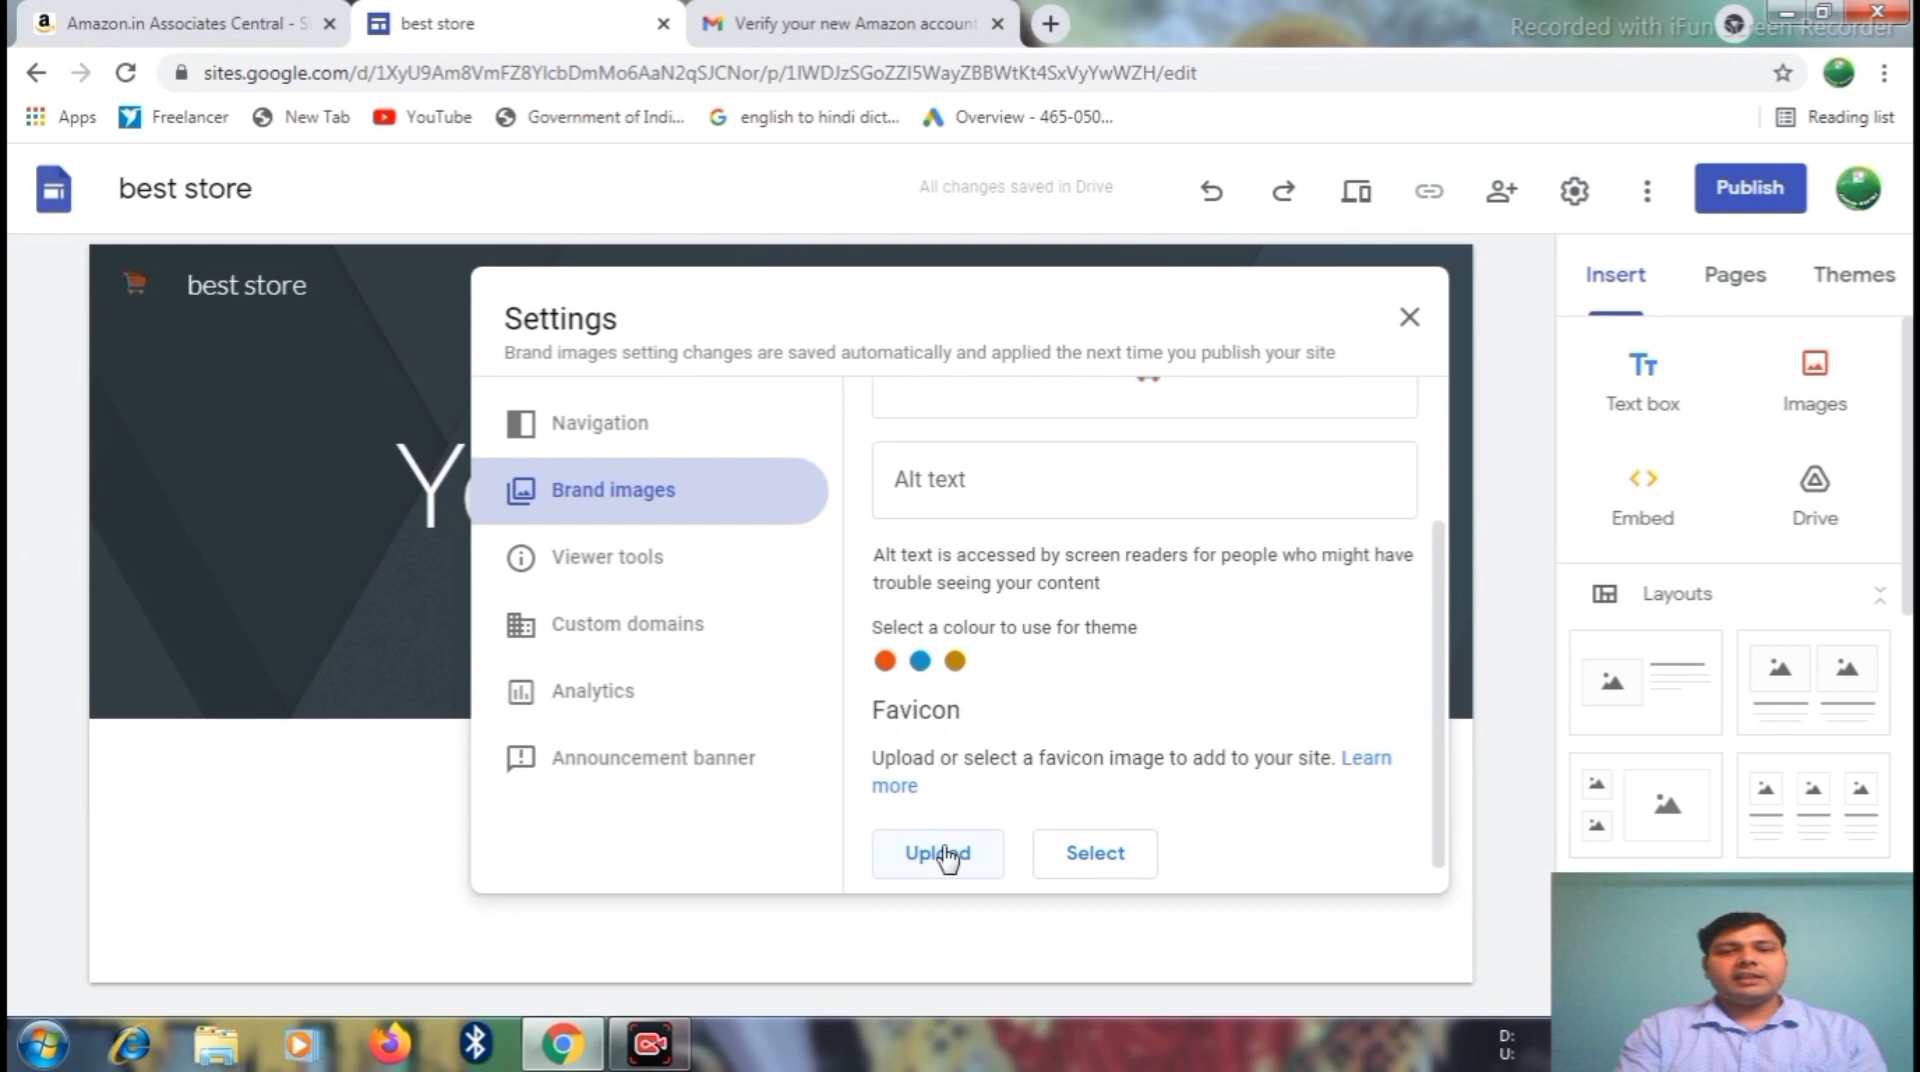 Amazon.in Associates Central - S
best store
Verify your new Amazon account
Recorded with iFun Screen Recorder
sites.google.com/d/1XyU9Am8VmFZ8YlcbDmMo6AaN2qSJCNor/p/1IWDJzSGoZZI5WayZBBWtKt4SxVyYwWZH/edit
Apps
Freelancer
New Tab
YouTube
Government of Indi...
english to hindi dict...
Overview - 465-050...
Reading list
best store
All changes saved in Drive
Publish
best store
Insert
Pages
Themes
Settings
Brand images setting changes are saved automatically and applied the next time you publish your site
Navigation
Brand images
Viewer tools
Custom domains
Analytics
Announcement banner
Alt text
Alt text is accessed by screen readers for people who might have
trouble seeing your content
Select a colour to use for theme
Favicon
Upload or select a favicon image to add to your site. Learn
more
Upload
Select
Text box
Images
Embed
Drive
Layouts
D:
U: